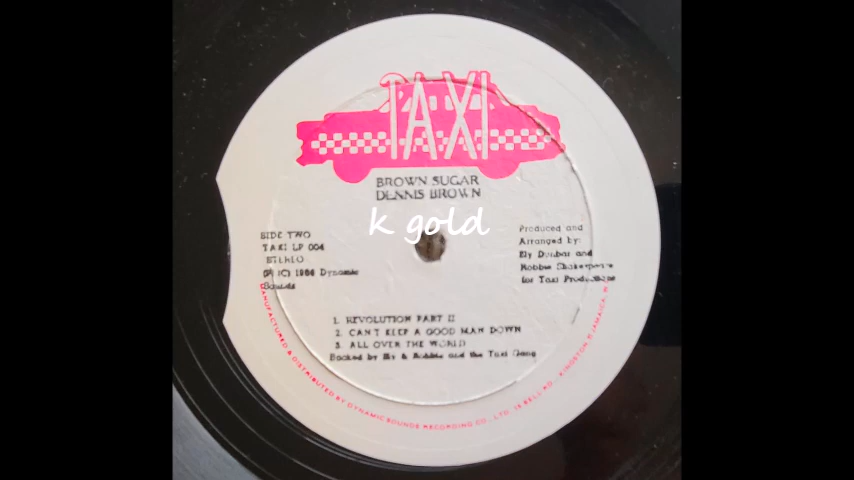 TAXI
BROWN SUGAR
DENNIS BROWN
k gold
SIDE TWO
TAXI LP 004
STEREO
(P) (C) 1986 Dynamic
Sounds
Produced and
Arranged by:
Sly Dunbar and
Robbie Shakespeare
for Taxi Productions
1. REVOLUTION PART II
2. CAN'T KEEP A GOOD MAN DOWN
3. ALL OVER THE WORLD
Backed by Sly & Robbie and the Taxi Gang
MANUFACTURED & DISTRIBUTED BY DYNAMIC SOUNDS RECORDING CO., LTD. 15 BELL RD., KINGSTON 11 JAMAICA, W.